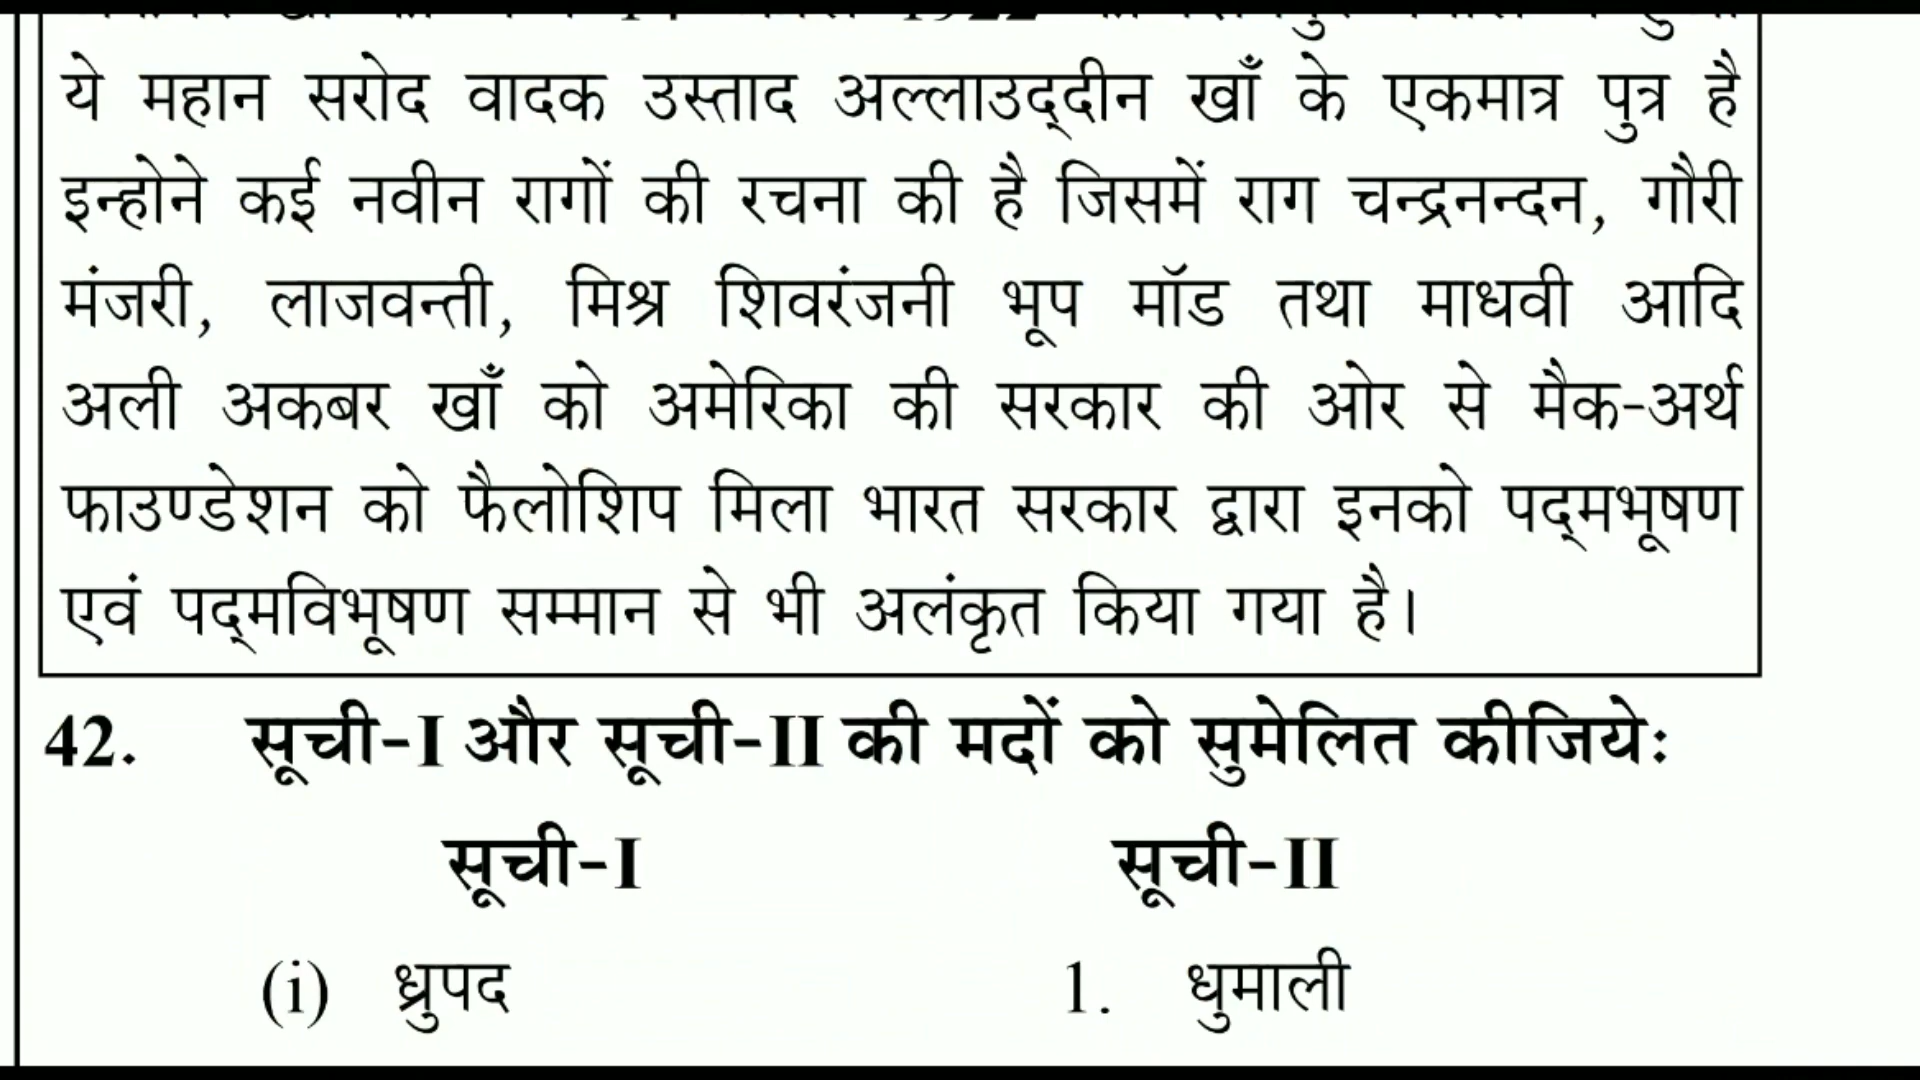 ये महान सरोद वादक उस्ताद अल्लाउद्दीन खाँ के एकमात्र पुत्र है
इन्होने कई नवीन रागों की रचना की है जिसमें राग चन्द्रनन्दन, गौरी
मंजरी, लाजवन्ती, मिश्र शिवरंजनी भूप मॉड तथा माधवी आदि
अली अकबर खाँ को अमेरिका की सरकार की ओर से मैक-अर्थ
फाउण्डेशन को फैलोशिप मिला भारत सरकार द्वारा इनको पद्मभूषण
एवं पद्मविभूषण सम्मान से भी अलंकृत किया गया है।
42. सूची-I और सूची-II की मदों को सुमेलित कीजिये:
सूची-I सूची-II
(i) ध्रुपद 1. धुमाली